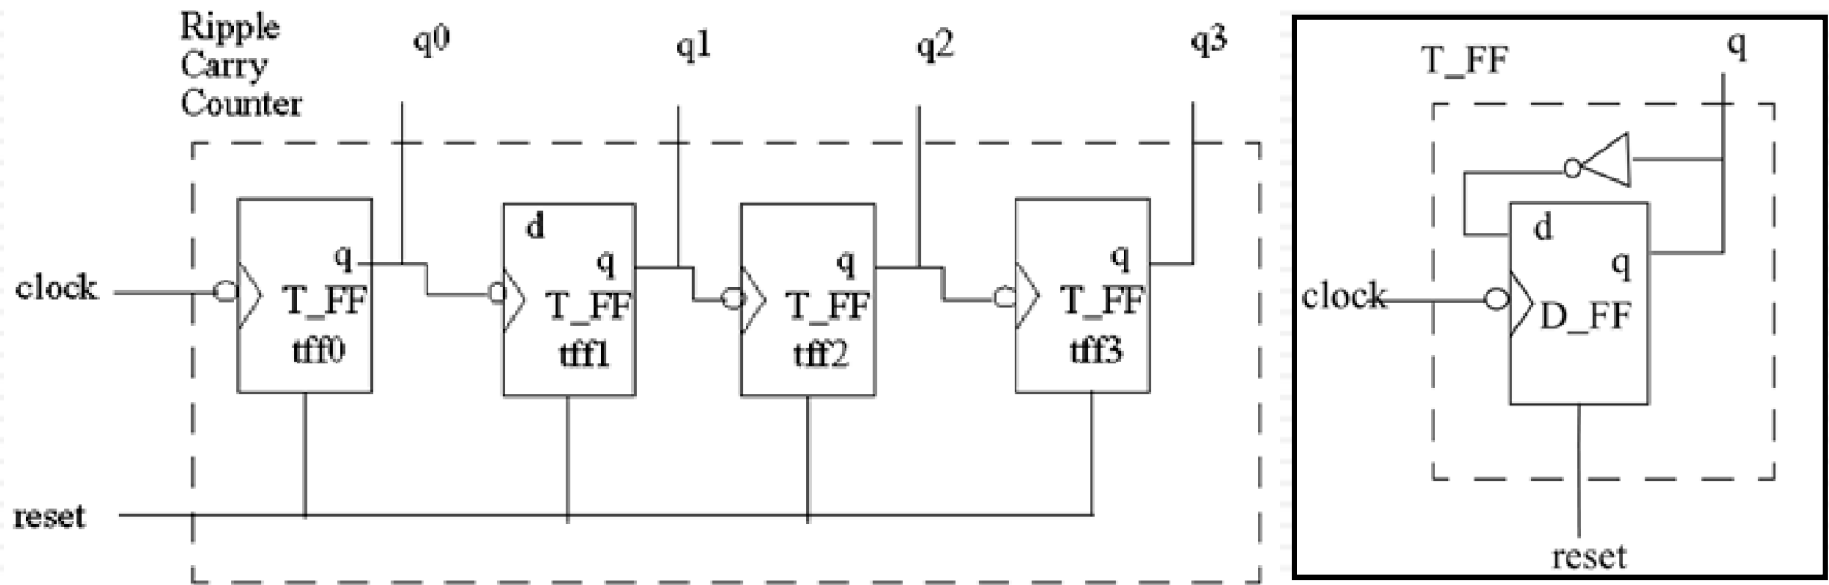 Ripple
Carry
Counter
q0
q1
q2
q3
clock
q
T_FF
tff0
d
q
T_FF
tff1
q
T_FF
tff2
q
T_FF
tff3
reset
T_FF
q
d
q
clock
D_FF
reset